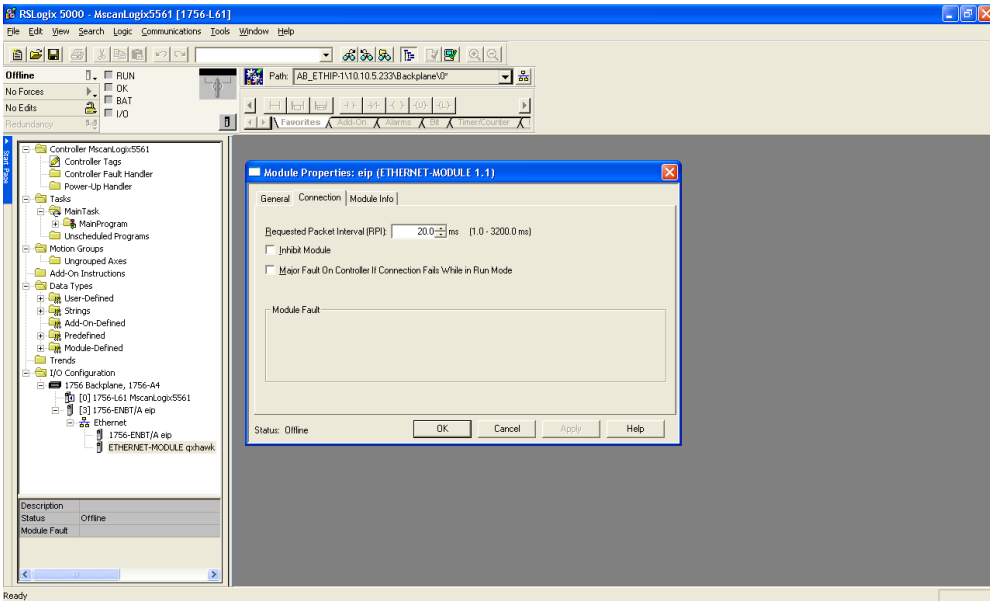 RSLogix 5000 - MscanLogix5561 [1756-L61]
File Edit View Search Logic Communications Tools Window Help
Offline
RUN
No Forces
OK
BAT
No Edits
I/O
Redundancy
Path: AB_ETHIP-1\10.10.5.233\Backplane\0*
Favorites Add-On Alarms Bit Timer/Counter
Start Page
Controller MscanLogix5561
Controller Tags
Controller Fault Handler
Power-Up Handler
Tasks
MainTask
MainProgram
Unscheduled Programs
Motion Groups
Ungrouped Axes
Add-On Instructions
Data Types
User-Defined
Strings
Add-On-Defined
Predefined
Module-Defined
Trends
I/O Configuration
1756 Backplane, 1756-A4
[0] 1756-L61 MscanLogix5561
[3] 1756-ENBT/A eip
Ethernet
1756-ENBT/A eip
ETHERNET-MODULE qxhawk
Description
Status Offline
Module Fault
Module Properties: eip (ETHERNET-MODULE 1.1)
General Connection Module Info
Requested Packet Interval (RPI): 20.0 ms (1.0 - 3200.0 ms)
Inhibit Module
Major Fault On Controller If Connection Fails While in Run Mode
Module Fault
Status: Offline
OK Cancel Apply Help
Ready